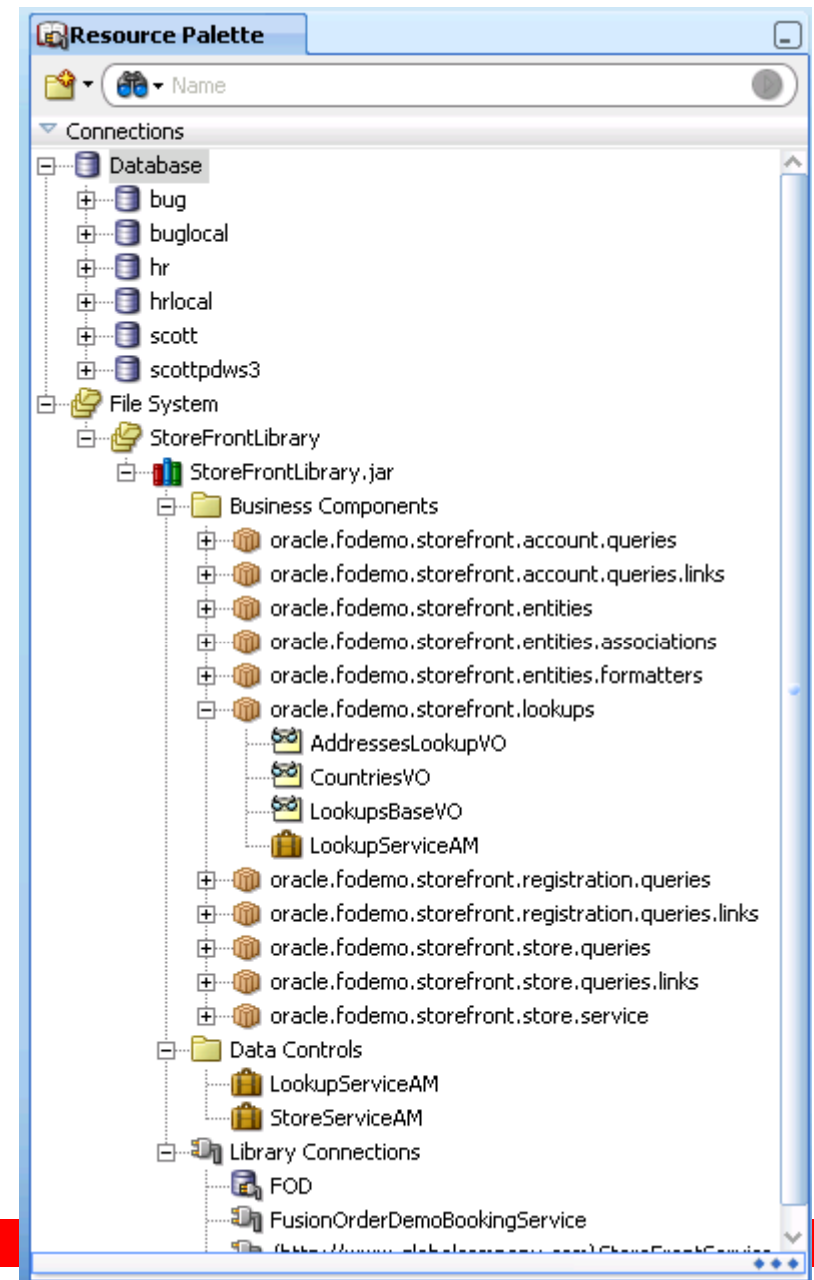 Resource Palette
Name
Connections
Database
bug
buglocal
hr
hrlocal
scott
scottpdws3
File System
StoreFrontLibrary
StoreFrontLibrary.jar
Business Components
oracle.fodemo.storefront.account.queries
oracle.fodemo.storefront.account.queries.links
oracle.fodemo.storefront.entities
oracle.fodemo.storefront.entities.associations
oracle.fodemo.storefront.entities.formatters
oracle.fodemo.storefront.lookups
AddressesLookupVO
CountriesVO
LookupsBaseVO
LookupServiceAM
oracle.fodemo.storefront.registration.queries
oracle.fodemo.storefront.registration.queries.links
oracle.fodemo.storefront.store.queries
oracle.fodemo.storefront.store.queries.links
oracle.fodemo.storefront.store.service
Data Controls
LookupServiceAM
StoreServiceAM
Library Connections
FOD
FusionOrderDemoBookingService